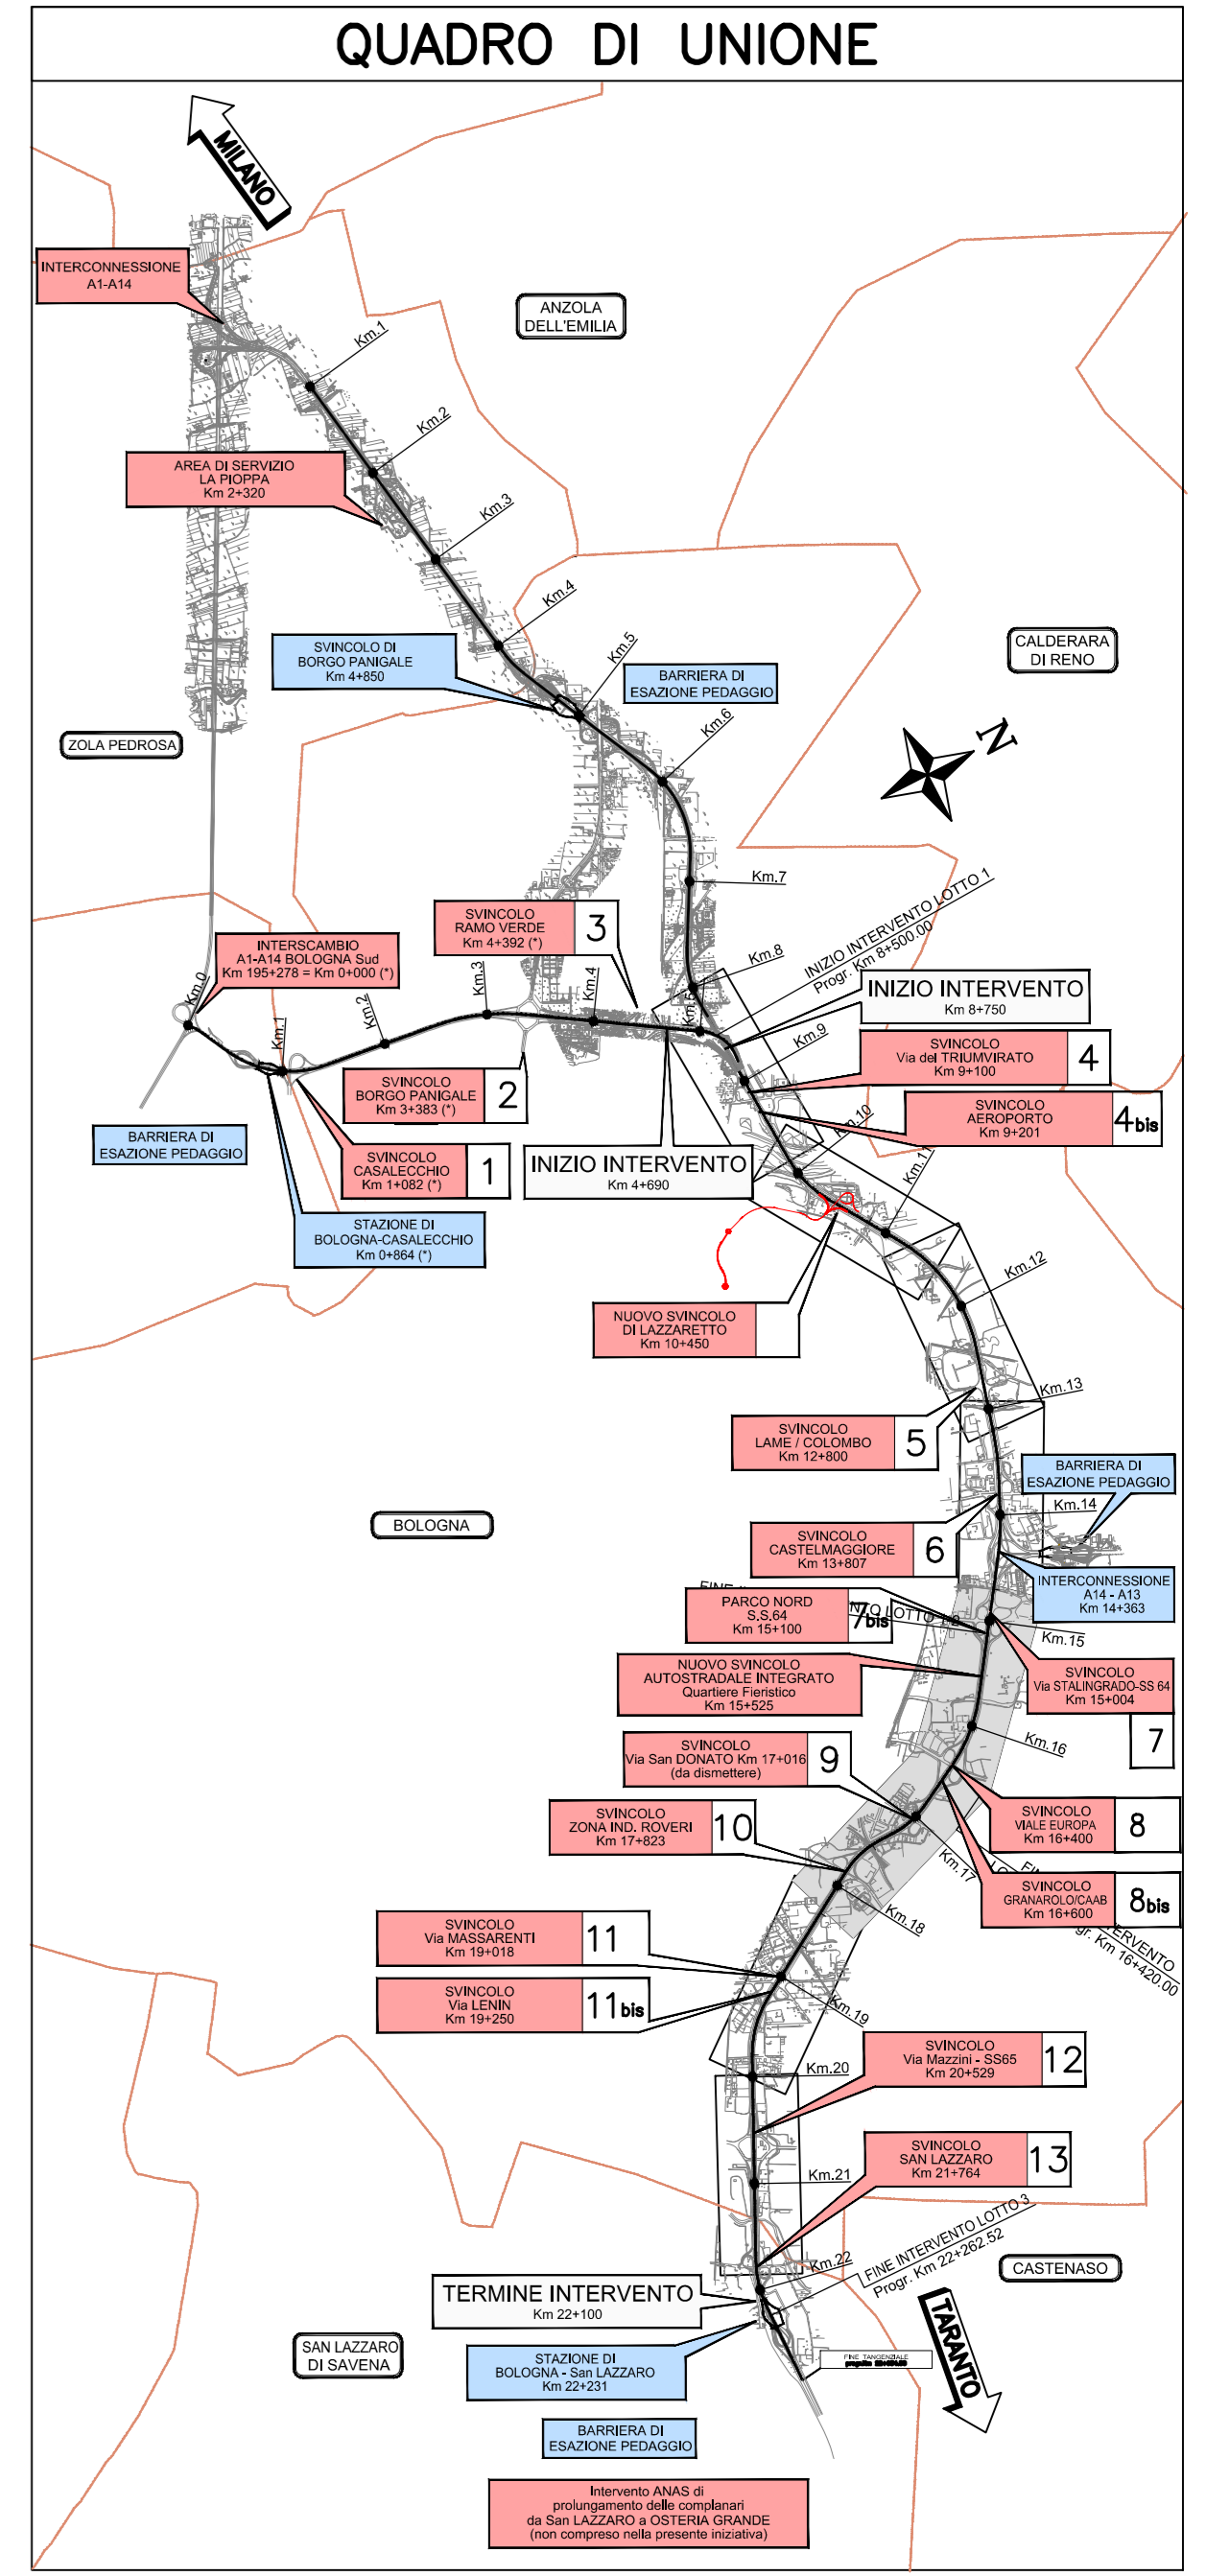 QUADRO DI UNIONE
MILANO
INTERCONNESSIONE
A1-A14
ANZOLA
DELL'EMILIA
Km.1
Km.2
AREA DI SERVIZIO
LA PIOPPA
Km 2+320
Km.3
Km.4
SVINCOLO DI
BORGO PANIGALE
Km 4+850
Km.5
BARRIERA DI
ESAZIONE PEDAGGIO
CALDERARA
DI RENO
Km.6
ZOLA PEDROSA
N
Km.7
INIZIO INTERVENTO LOTTO 1
Progr. Km 8+500.00
SVINCOLO
RAMO VERDE
Km 4+392 (*)
3
INTERSCAMBIO
A1-A14 BOLOGNA Sud
Km 195+278 = Km 0+000 (*)
Km.0
Km.1
Km.2
Km.3
Km.4
Km.5
Km.8
INIZIO INTERVENTO
Km 8+750
Km.9
SVINCOLO
Via del TRIUMVIRATO
Km 9+100
4
SVINCOLO
BORGO PANIGALE
Km 3+383 (*)
2
SVINCOLO
AEROPORTO
Km 9+201
4bis
BARRIERA DI
ESAZIONE PEDAGGIO
SVINCOLO
CASALECCHIO
Km 1+082 (*)
1
INIZIO INTERVENTO
Km 4+690
Km.10
Km.11
STAZIONE DI
BOLOGNA-CASALECCHIO
Km 0+864 (*)
Km.12
NUOVO SVINCOLO
DI LAZZARETTO
Km 10+450
Km.13
SVINCOLO
LAME / COLOMBO
Km 12+800
5
BARRIERA DI
ESAZIONE PEDAGGIO
Km.14
BOLOGNA
SVINCOLO
CASTELMAGGIORE
Km 13+807
6
INTERCONNESSIONE
A14 - A13
Km 14+363
PARCO NORD
S.S.64
Km 15+100
7bis
Km.15
NUOVO SVINCOLO
AUTOSTRADALE INTEGRATO
Quartiere Fieristico
Km 15+525
SVINCOLO
Via STALINGRADO-SS 64
Km 15+004
7
Km.16
SVINCOLO
Via San DONATO Km 17+016
(da dismettere)
9
SVINCOLO
ZONA IND. ROVERI
Km 17+823
10
SVINCOLO
VIALE EUROPA
Km 16+400
8
Km.17
SVINCOLO
GRANAROLO/CAAB
Km 16+600
8bis
Km 16+420.00
Km.18
SVINCOLO
Via MASSARENTI
Km 19+018
11
SVINCOLO
Via LENIN
Km 19+250
11bis
Km.19
SVINCOLO
Via Mazzini - SS65
Km 20+529
12
Km.20
SVINCOLO
SAN LAZZARO
Km 21+764
13
Km.21
Km.22
FINE INTERVENTO LOTTO 3
Progr. Km 22+262.52
CASTENASO
TERMINE INTERVENTO
Km 22+100
SAN LAZZARO
DI SAVENA
STAZIONE DI
BOLOGNA - San LAZZARO
Km 22+231
FINE TANGENZIALE
TARANTO
BARRIERA DI
ESAZIONE PEDAGGIO
Intervento ANAS di
prolungamento delle complanari
da San LAZZARO a OSTERIA GRANDE
(non compreso nella presente iniziativa)